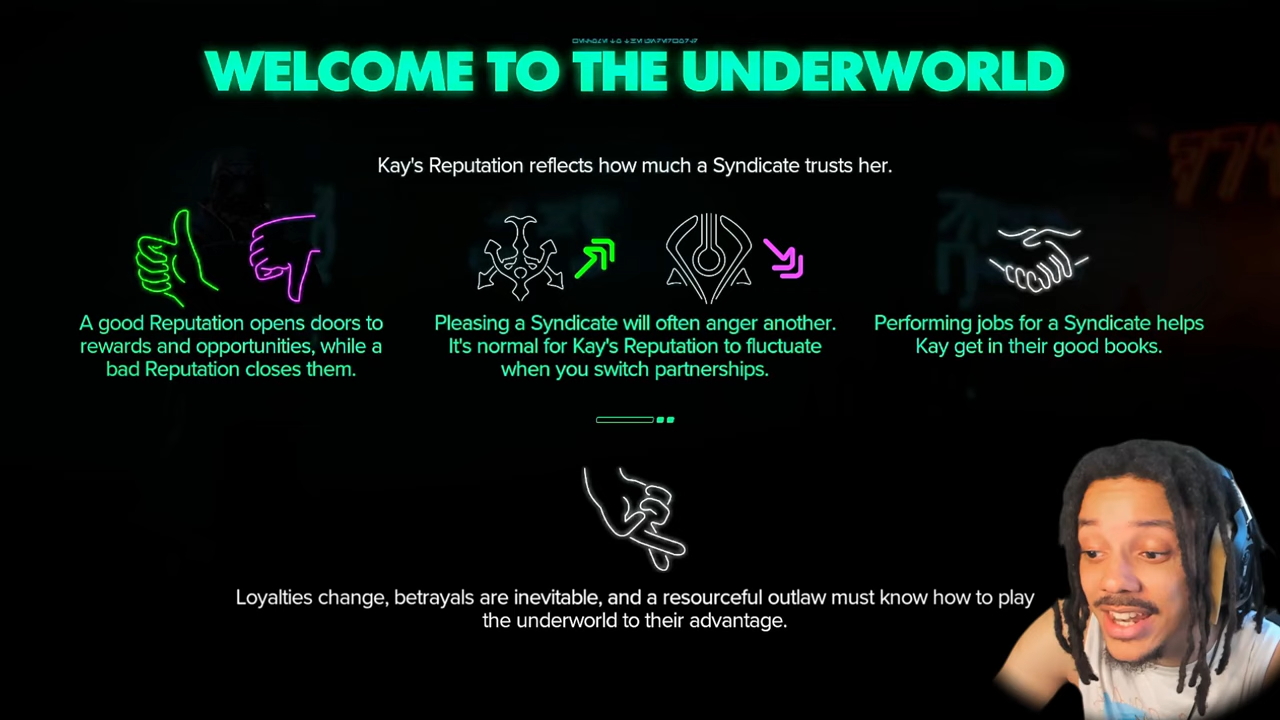 WELCOME TO THE UNDERWORLD
Kay's Reputation reflects how much a Syndicate trusts her.
A good Reputation opens doors to
rewards and opportunities, while a
bad Reputation closes them.
Pleasing a Syndicate will often anger another.
It's normal for Kay's Reputation to fluctuate
when you switch partnerships.
Performing jobs for a Syndicate helps
Kay get in their good books.
Loyalties change, betrayals are inevitable, and a resourceful outlaw must know how to play
the underworld to their advantage.